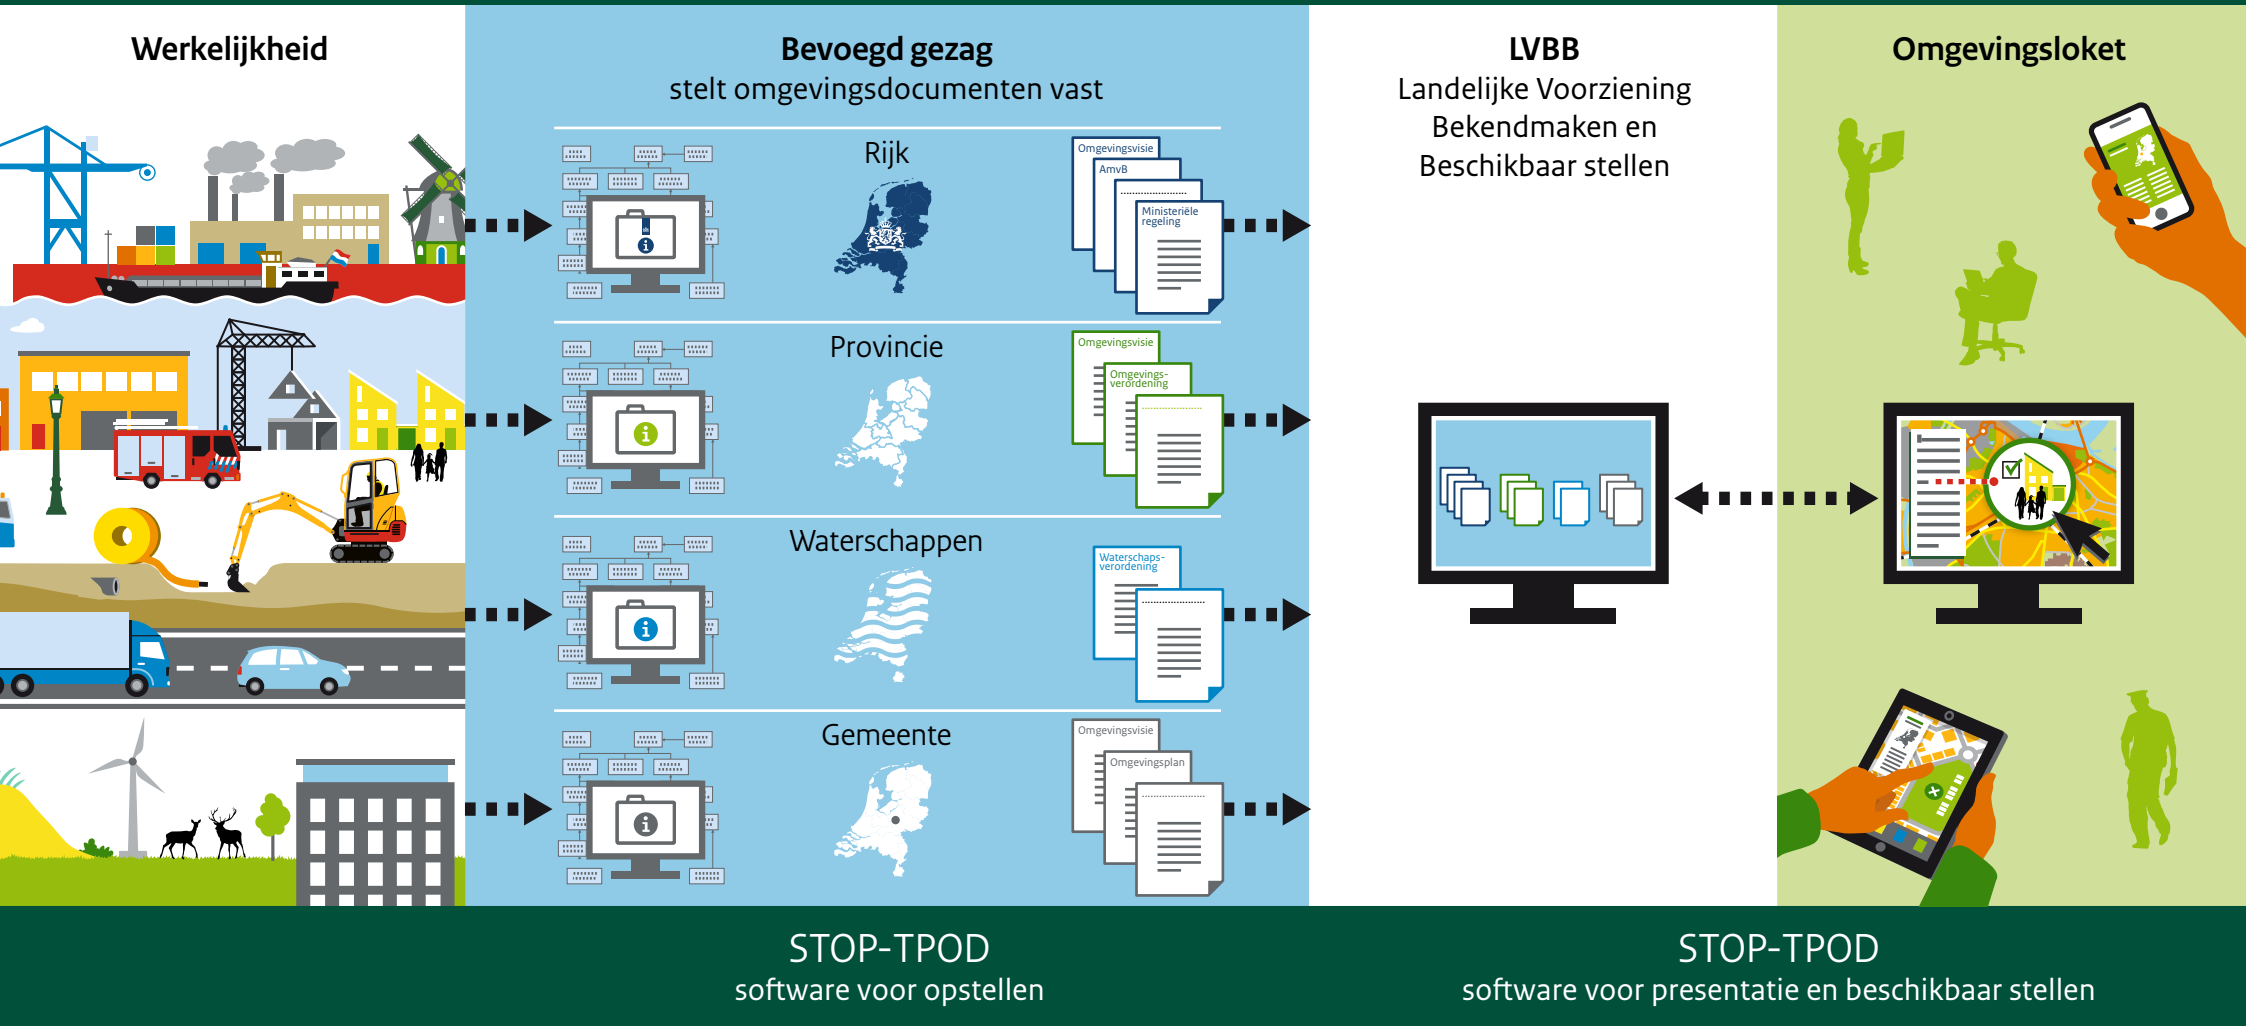 Werkelijkheid
Bevoegd gezag
stelt omgevingsdocumenten vast
LVBB
Landelijke Voorziening
Bekendmaken en
Beschikbaar stellen
Omgevingsloket
Rijk
Omgevingsvisie
AmvB
Ministeriële
regeling
Provincie
Omgevingsvisie
Omgevings-
verordening
Waterschappen
Waterschaps-
verordening
Gemeente
Omgevingsvisie
Omgevingsplan
STOP-TPOD
software voor opstellen
STOP-TPOD
software voor presentatie en beschikbaar stellen